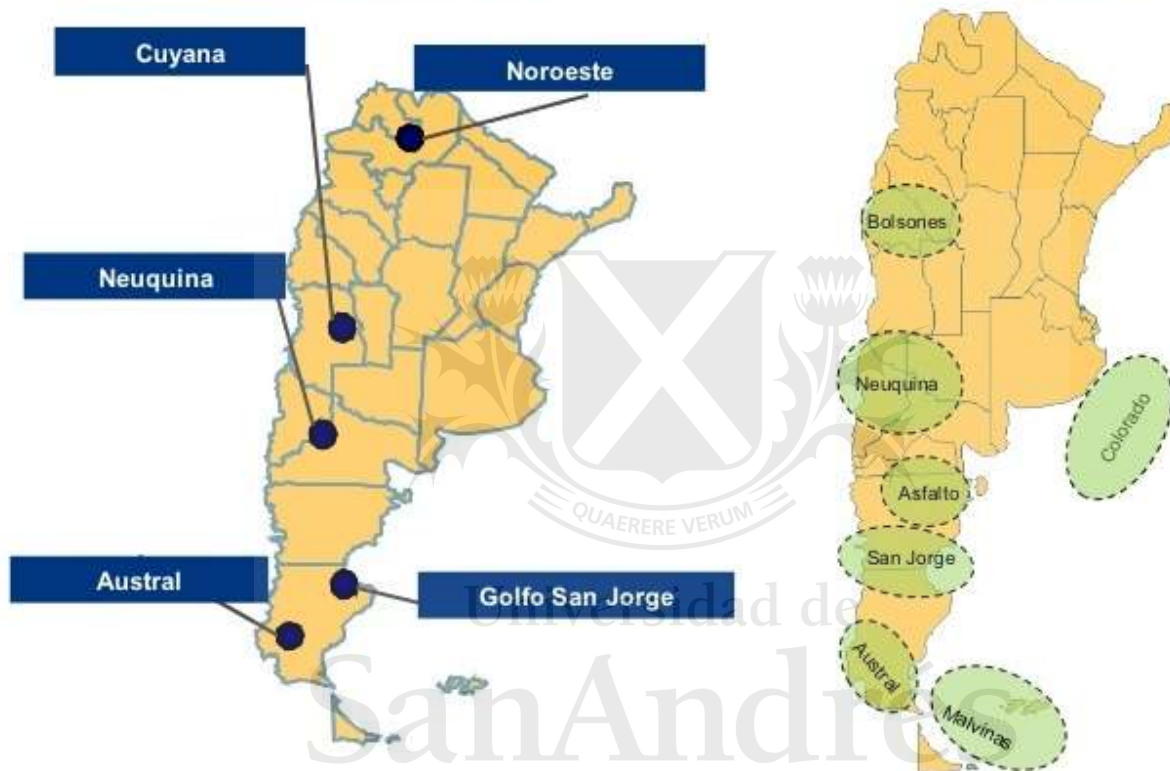 Cuyana
Noroeste
Neuquina
Austral
Golfo San Jorge
Bolsones
Neuquina
Colorado
Asfalto
San Jorge
Austral
Malvinas
QUAERERE VERUM
Universidad de
SanAndrés